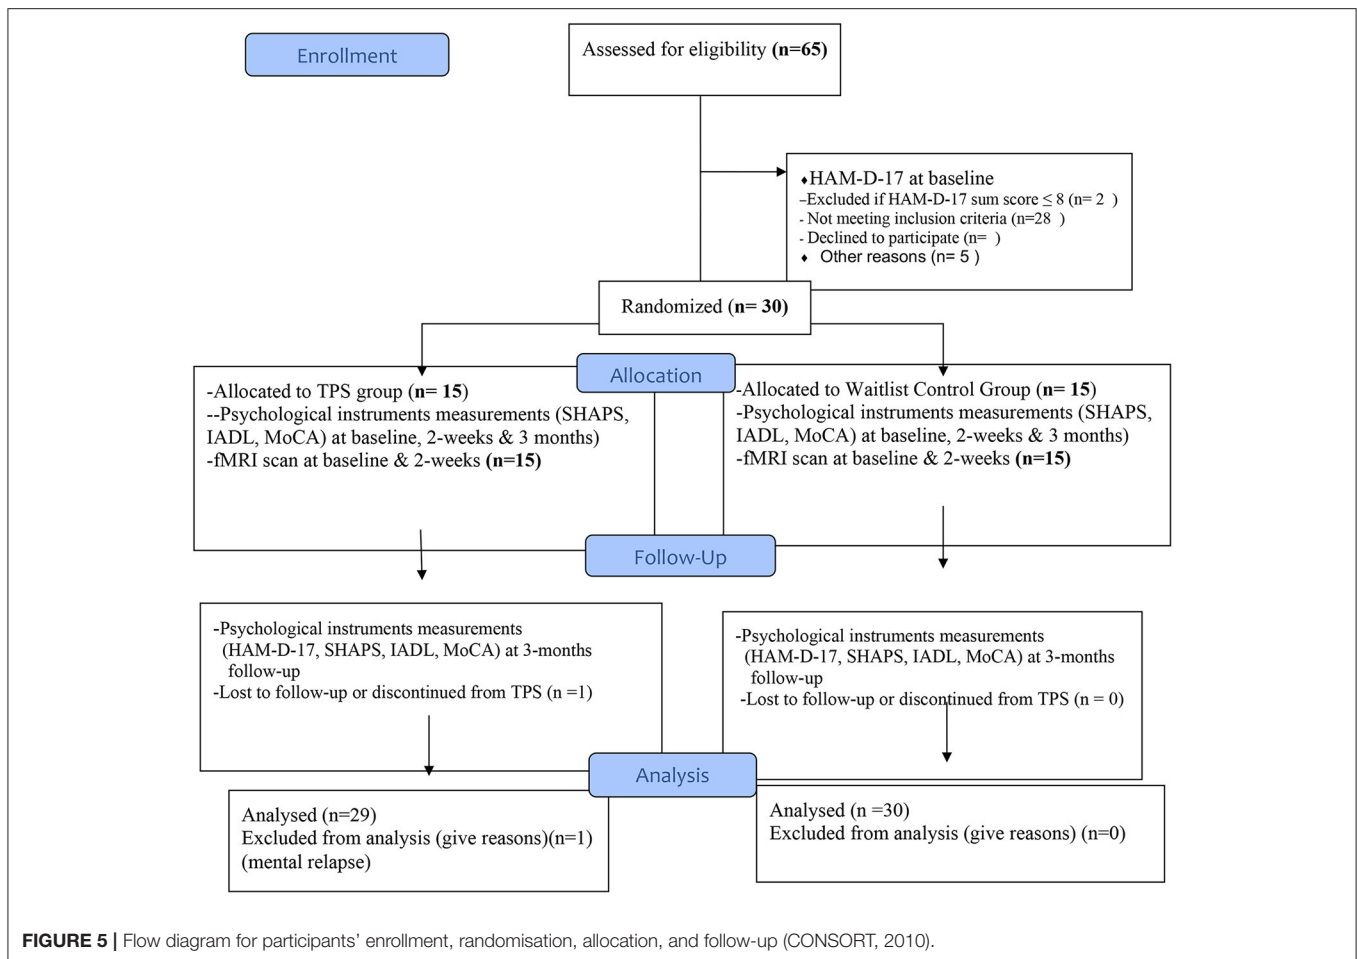 Enrollment
Assessed for eligibility (n=65)
♦HAM-D-17 at baseline
–Excluded if HAM-D-17 sum score ≤ 8 (n= 2  )
- Not meeting inclusion criteria (n=28  )
- Declined to participate (n=  )
♦  Other reasons (n= 5 )
Randomized (n= 30)
Allocation
-Allocated to TPS group (n= 15)
--Psychological instruments measurements (SHAPS,
IADL, MoCA) at baseline, 2-weeks & 3 months)
-fMRI scan at baseline & 2-weeks (n=15)
-Allocated to Waitlist Control Group (n= 15)
-Psychological instruments measurements (SHAPS,
IADL, MoCA) at baseline, 2-weeks & 3 months)
-fMRI scan at baseline & 2-weeks (n=15)
Follow-Up
-Psychological instruments measurements
(HAM-D-17, SHAPS, IADL, MoCA) at 3-months
follow-up
-Lost to follow-up or discontinued from TPS (n =1)
-Psychological instruments measurements
(HAM-D-17, SHAPS, IADL, MoCA) at 3-months
follow-up
-Lost to follow-up or discontinued from TPS (n = 0)
Analysis
Analysed (n=29)
Excluded from analysis (give reasons)(n=1)
(mental relapse)
Analysed (n =30)
Excluded from analysis (give reasons) (n=0)
FIGURE 5 | Flow diagram for participants' enrollment, randomisation, allocation, and follow-up (CONSORT, 2010).